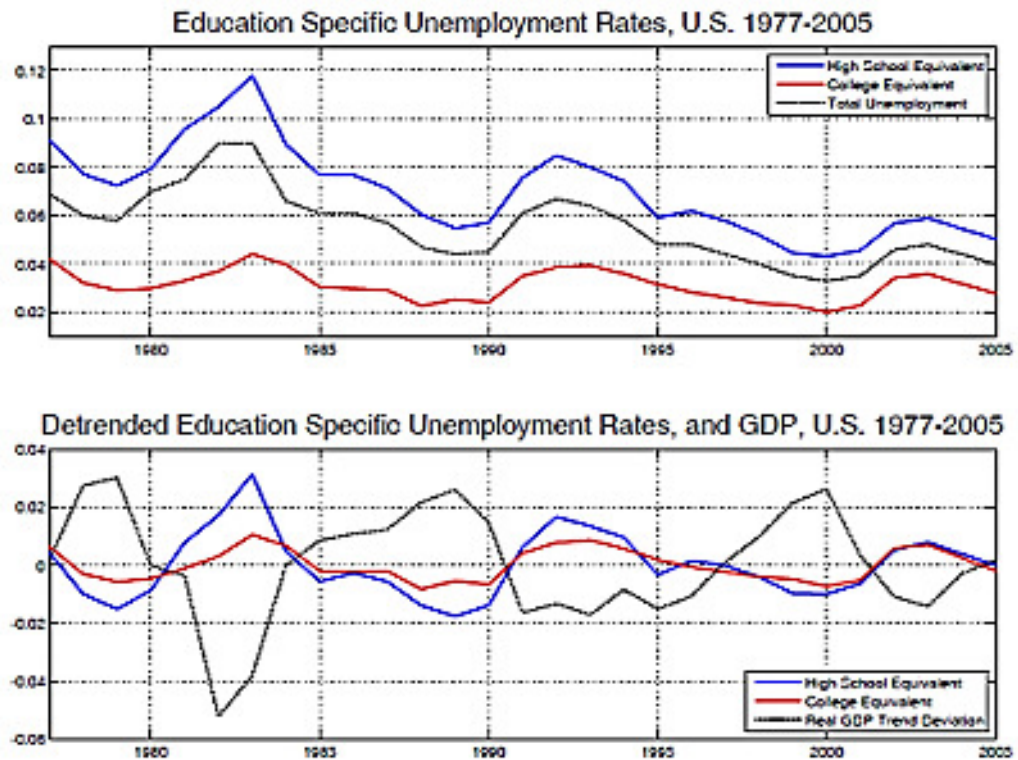 Education Specific Unemployment Rates, U.S. 1977-2005
High School Equivalent
College Equivalent
Total Unemployment
0.12
0.1
0.08
0.06
0.04
0.02
1980 1985 1990 1995 2000 2005
Detrended Education Specific Unemployment Rates, and GDP, U.S. 1977-2005
0.04
0.02
0
-0.02
-0.04
-0.06
High School Equivalent
College Equivalent
Real GDP Trend Deviation
1980 1985 1990 1995 2000 2005